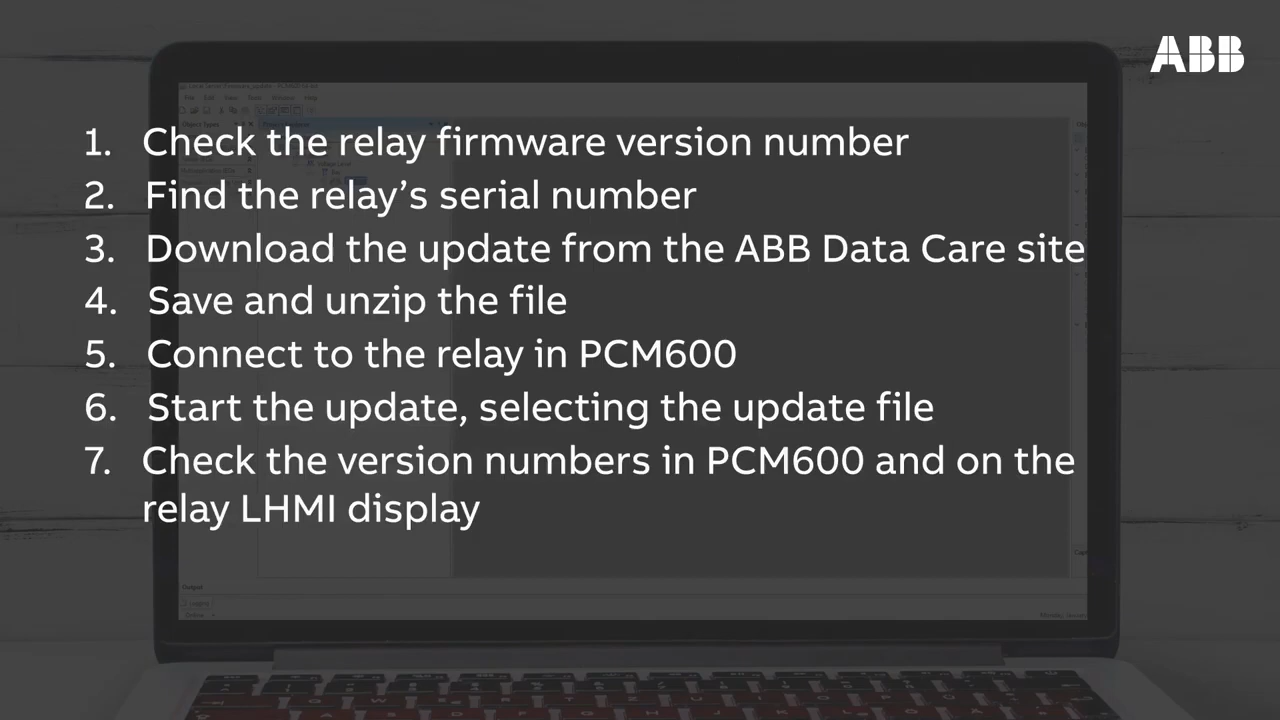 ABB
1. Check the relay firmware version number
2. Find the relay’s serial number
3. Download the update from the ABB Data Care site
4. Save and unzip the file
5. Connect to the relay in PCM600
6. Start the update, selecting the update file
7. Check the version numbers in PCM600 and on the
relay LHMI display
Output